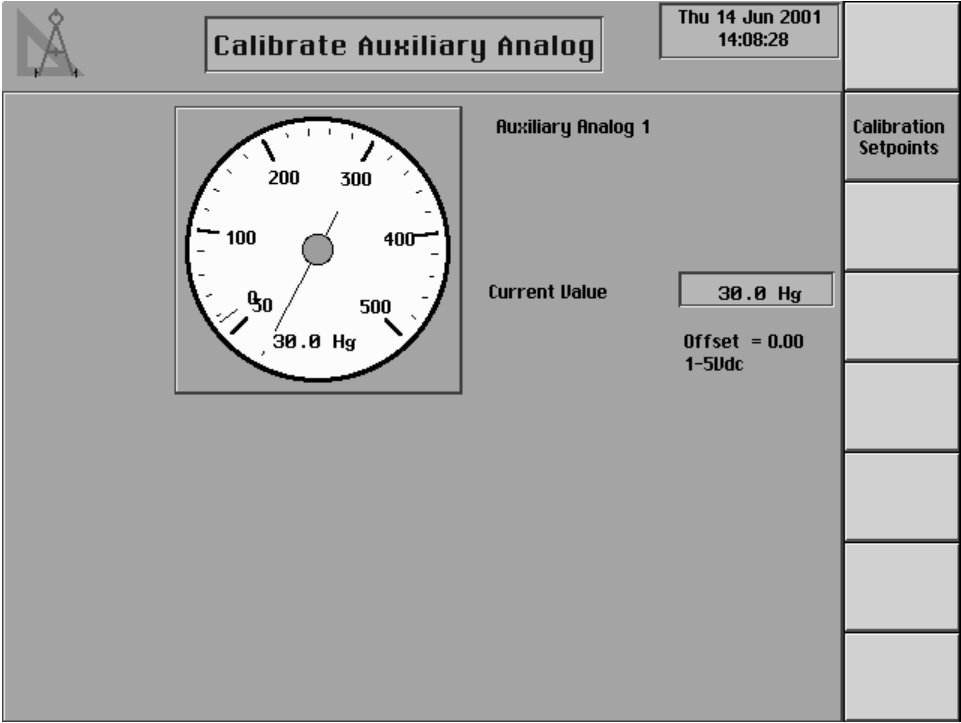 Calibrate Auxiliary Analog
Thu 14 Jun 2001
14:08:28
Calibration
Setpoints
Auxiliary Analog 1
200
300
100
400
0
50
500
30.0 Hg
Current Value
30.0 Hg
Offset = 0.00
1-5Vdc